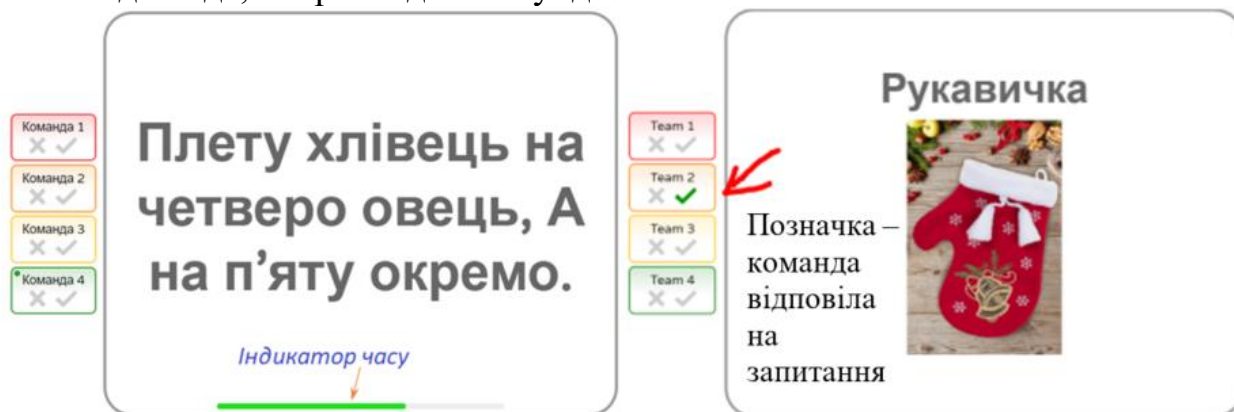 Команда 1
Команда 2
Команда 3
Команда 4
Плету хлівець на
четверо овець, А
на п’яту окремо.
Індикатор часу
Team 1
Team 2
Team 3
Team 4
Рукавичка
Позначка –
команда
відповіла
на
запитання